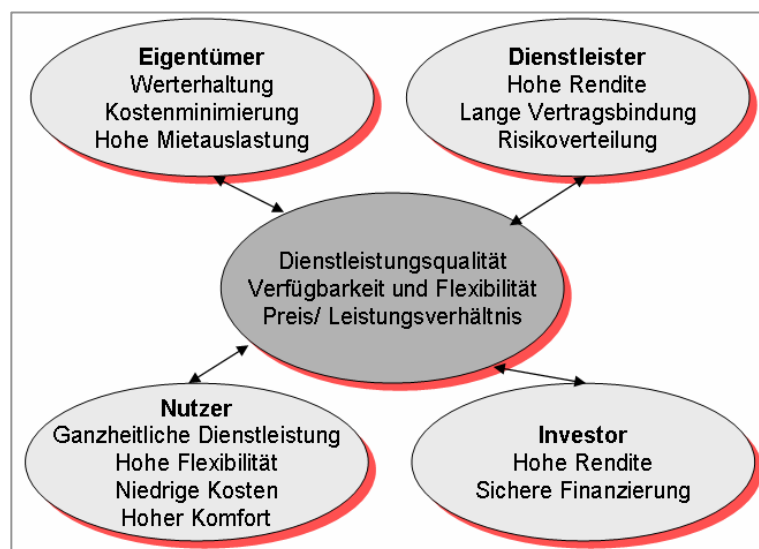 Eigentümer
Werterhaltung
Kostenminimierung
Hohe Mietauslastung
Dienstleister
Hohe Rendite
Lange Vertragsbindung
Risikoverteilung
Dienstleistungsqualität
Verfügbarkeit und Flexibilität
Preis/ Leistungsverhältnis
Nutzer
Ganzheitliche Dienstleistung
Hohe Flexibilität
Niedrige Kosten
Hoher Komfort
Investor
Hohe Rendite
Sichere Finanzierung